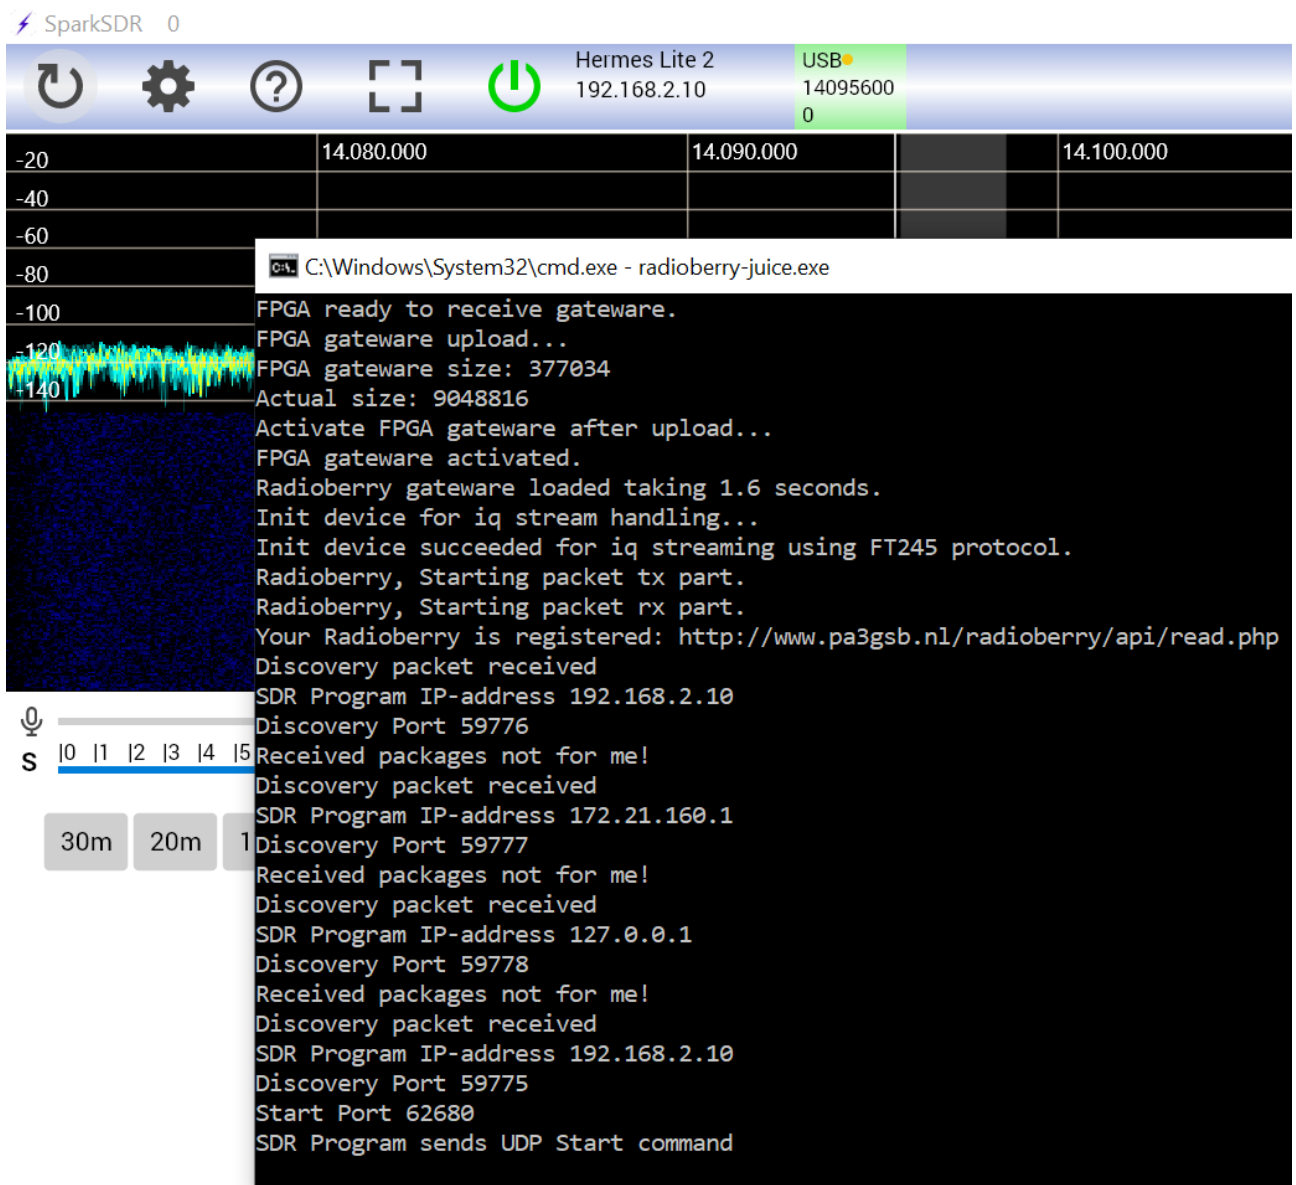 SparkSDR 0
Hermes Lite 2
192.168.2.10
USB
14095600
0
14.080.000 14.090.000 14.100.000
-20
-40
-60
-80
-100
-120
-140
C:\Windows\System32\cmd.exe - radioberry-juice.exe
FPGA ready to receive gateware.
FPGA gateware upload...
FPGA gateware size: 377034
Actual size: 9048816
Activate FPGA gateware after upload...
FPGA gateware activated.
Radioberry gateware loaded taking 1.6 seconds.
Init device for iq stream handling...
Init device succeeded for iq streaming using FT245 protocol.
Radioberry, Starting packet tx part.
Radioberry, Starting packet rx part.
Your Radioberry is registered: http://www.pa3gsb.nl/radioberry/api/read.php
Discovery packet received
SDR Program IP-address 192.168.2.10
Discovery Port 59776
Received packages not for me!
Discovery packet received
SDR Program IP-address 172.21.160.1
Discovery Port 59777
Received packages not for me!
Discovery packet received
SDR Program IP-address 127.0.0.1
Discovery Port 59778
Received packages not for me!
Discovery packet received
SDR Program IP-address 192.168.2.10
Discovery Port 59775
Start Port 62680
SDR Program sends UDP Start command
S |0 |1 |2 |3 |4 |5
30m 20m 1